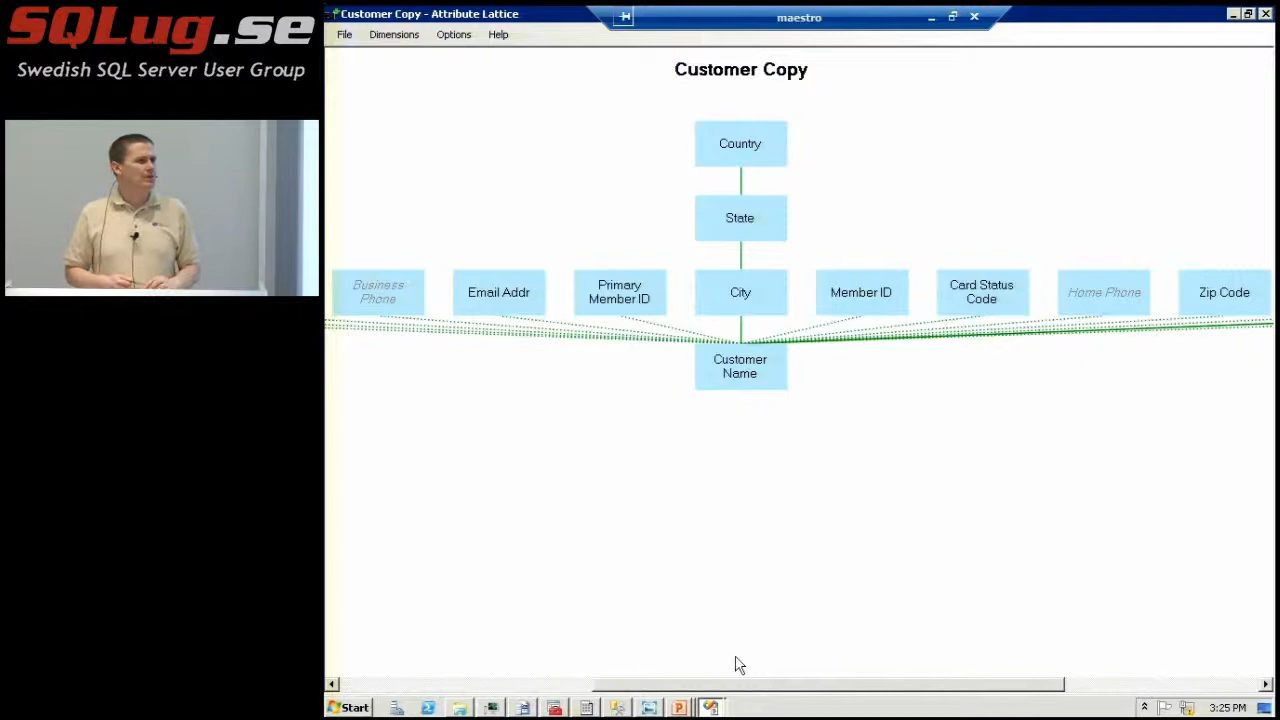 SQLug.se
Swedish SQL Server User Group
Customer Copy - Attribute Lattice
maestro
File Dimensions Options Help
Customer Copy
Country
State
Business
Phone
Email Addr
Primary
Member ID
City
Member ID
Card Status
Code
Home Phone
Zip Code
Customer
Name
Start
3:25 PM